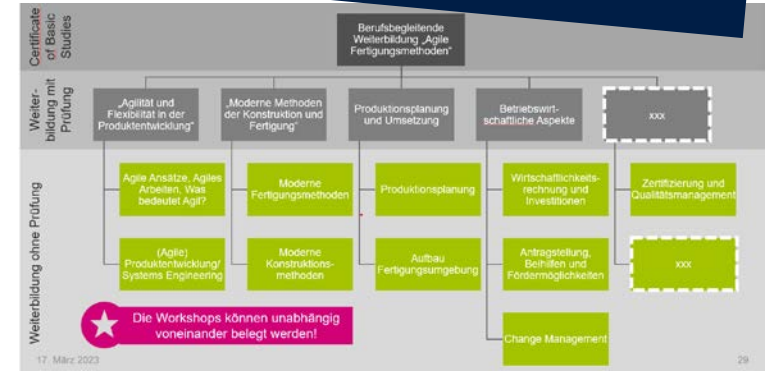 Certificate
of Basic
Studies
Berufsbegleitende
Weiterbildung „Agile
Fertigungsmethoden"
Weiter-
bildung mit
Prüfung
„Agilität und
Flexibilität in der
Produktentwicklung"
„Moderne Methoden
der Konstruktion und
Fertigung"
Produktionsplanung
und Umsetzung
Betriebswirt-
schaftliche Aspekte
xxx
Weiterbildung ohne Prüfung
Agile Ansätze, Agiles
Arbeiten, Was
bedeutet Agil?
Moderne
Fertigungsmethoden
Produktionsplanung
Wirtschaftlichkeits-
rechnung und
Investitionen
Zertifizierung und
Qualitätsmanagement
(Agile)
Produktentwicklung/
Systems Engineering
Moderne
Konstruktions-
methoden
Aufbau
Fertigungsumgebung
Antragstellung,
Beihilfen und
Fördermöglichkeiten
xxx
Change Management
Die Workshops können unabhängig
voneinander belegt werden!
17. März 2023
29